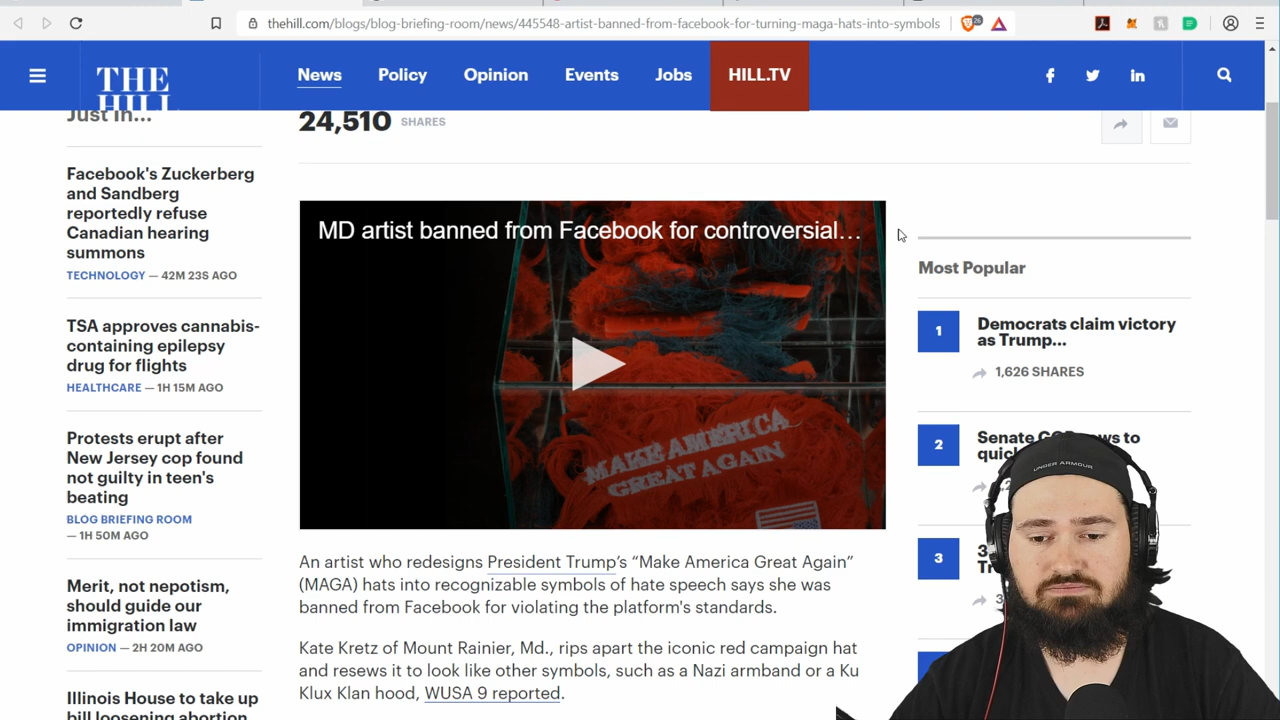 thehill.com/blogs/blog-briefing-room/news/445548-artist-banned-from-facebook-for-turning-maga-hats-into-symbols
THE
HILL
News
Policy
Opinion
Events
Jobs
HILL.TV
Just In...
Facebook's Zuckerberg
and Sandberg
reportedly refuse
Canadian hearing
summons
TECHNOLOGY — 42M 23S AGO
TSA approves cannabis-
containing epilepsy
drug for flights
HEALTHCARE — 1H 15M AGO
Protests erupt after
New Jersey cop found
not guilty in teen's
beating
BLOG BRIEFING ROOM
— 1H 50M AGO
Merit, not nepotism,
should guide our
immigration law
OPINION — 2H 20M AGO
Illinois House to take up
bill loosening abortion
24,510 SHARES
MD artist banned from Facebook for controversial...
MAKE AMERICA
GREAT AGAIN
An artist who redesigns President Trump's “Make America Great Again”
(MAGA) hats into recognizable symbols of hate speech says she was
banned from Facebook for violating the platform's standards.
Kate Kretz of Mount Rainier, Md., rips apart the iconic red campaign hat
and resews it to look like other symbols, such as a Nazi armband or a Ku
Klux Klan hood, WUSA 9 reported.
Most Popular
1
Democrats claim victory
as Trump...
1,626 SHARES
2
Senate to
3
UNDER ARMOUR